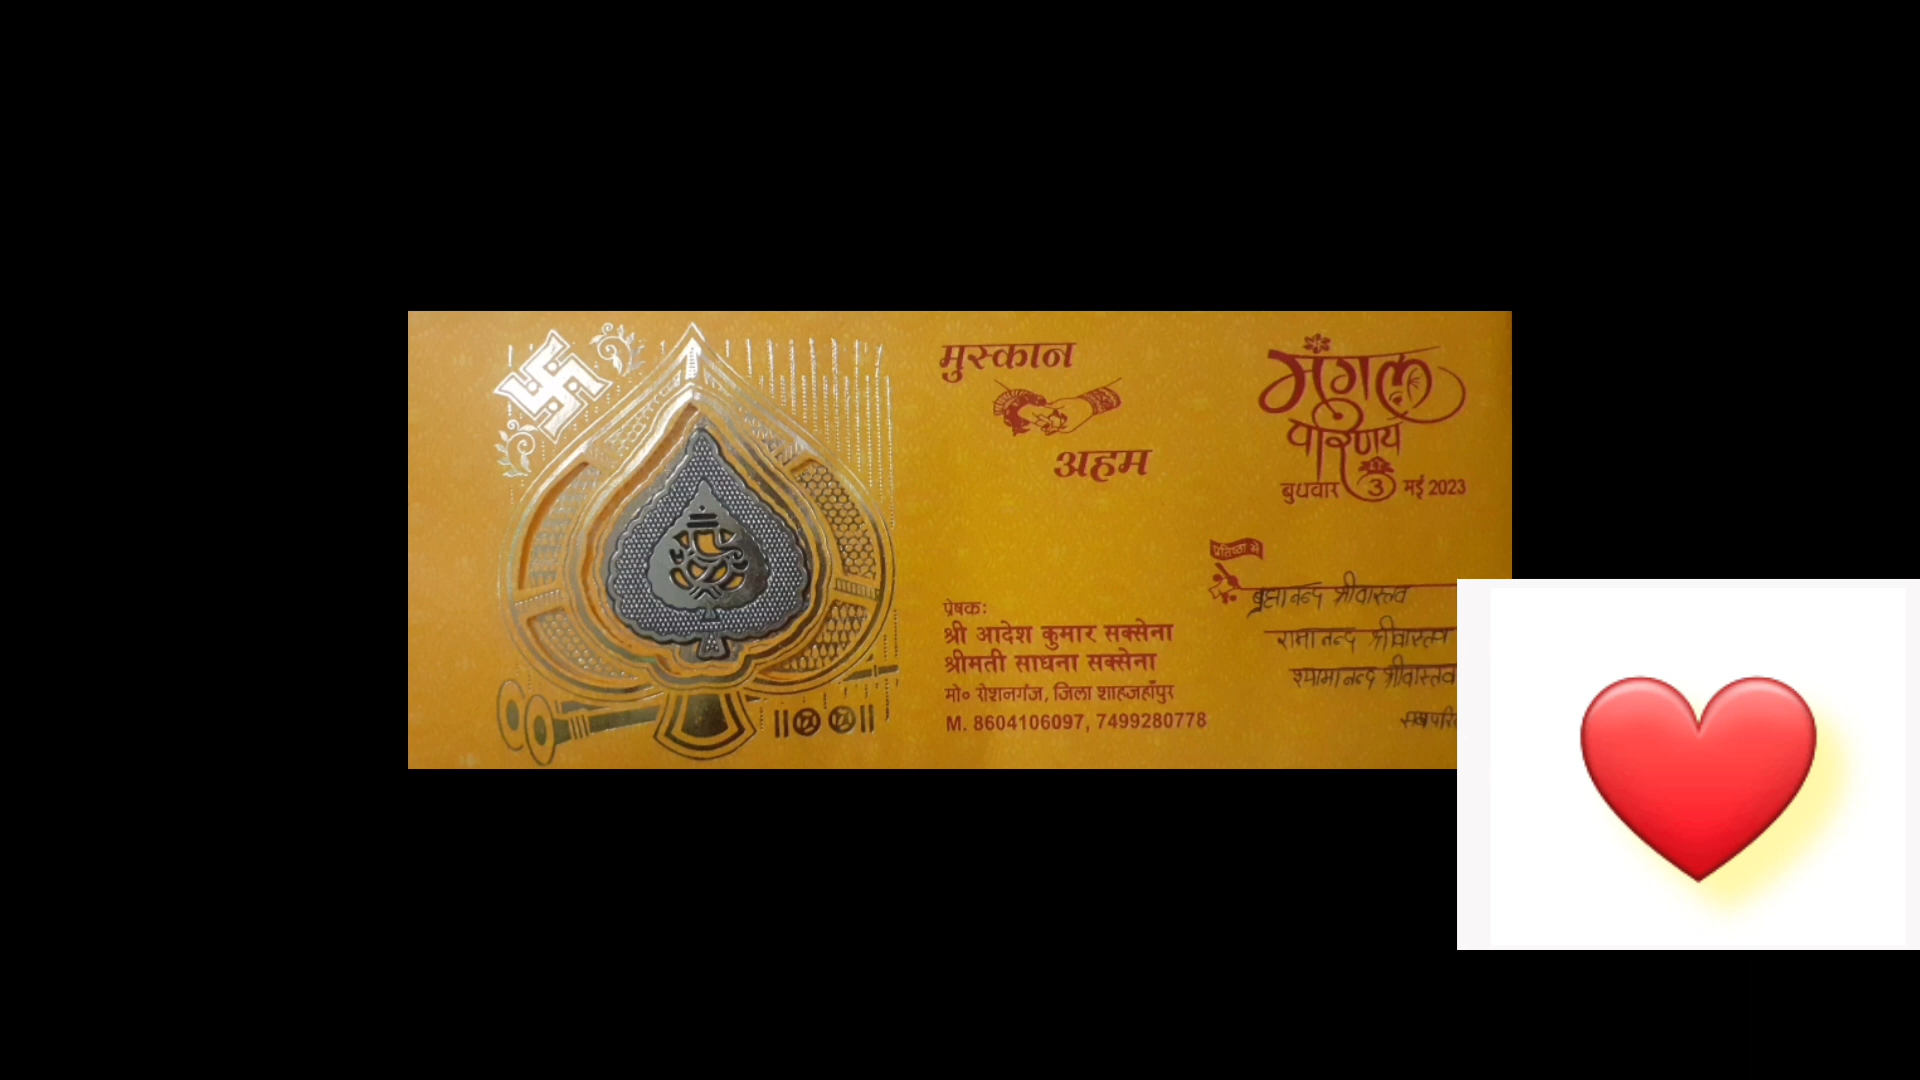 मुस्कान
अहम
मंगल
परिणय
बुधवार 3 मई 2023
प्रतिष्ठा में
ब्रह्मानन्द श्रीवास्तव
रामानन्द श्रीवास्तव
श्यामानन्द श्रीवास्तव
प्रेषक:
श्री आदेश कुमार सक्सेना
श्रीमती साधना सक्सेना
मो० रोशनगंज, जिला शाहजहाँपुर
M. 8604106097, 7499280778